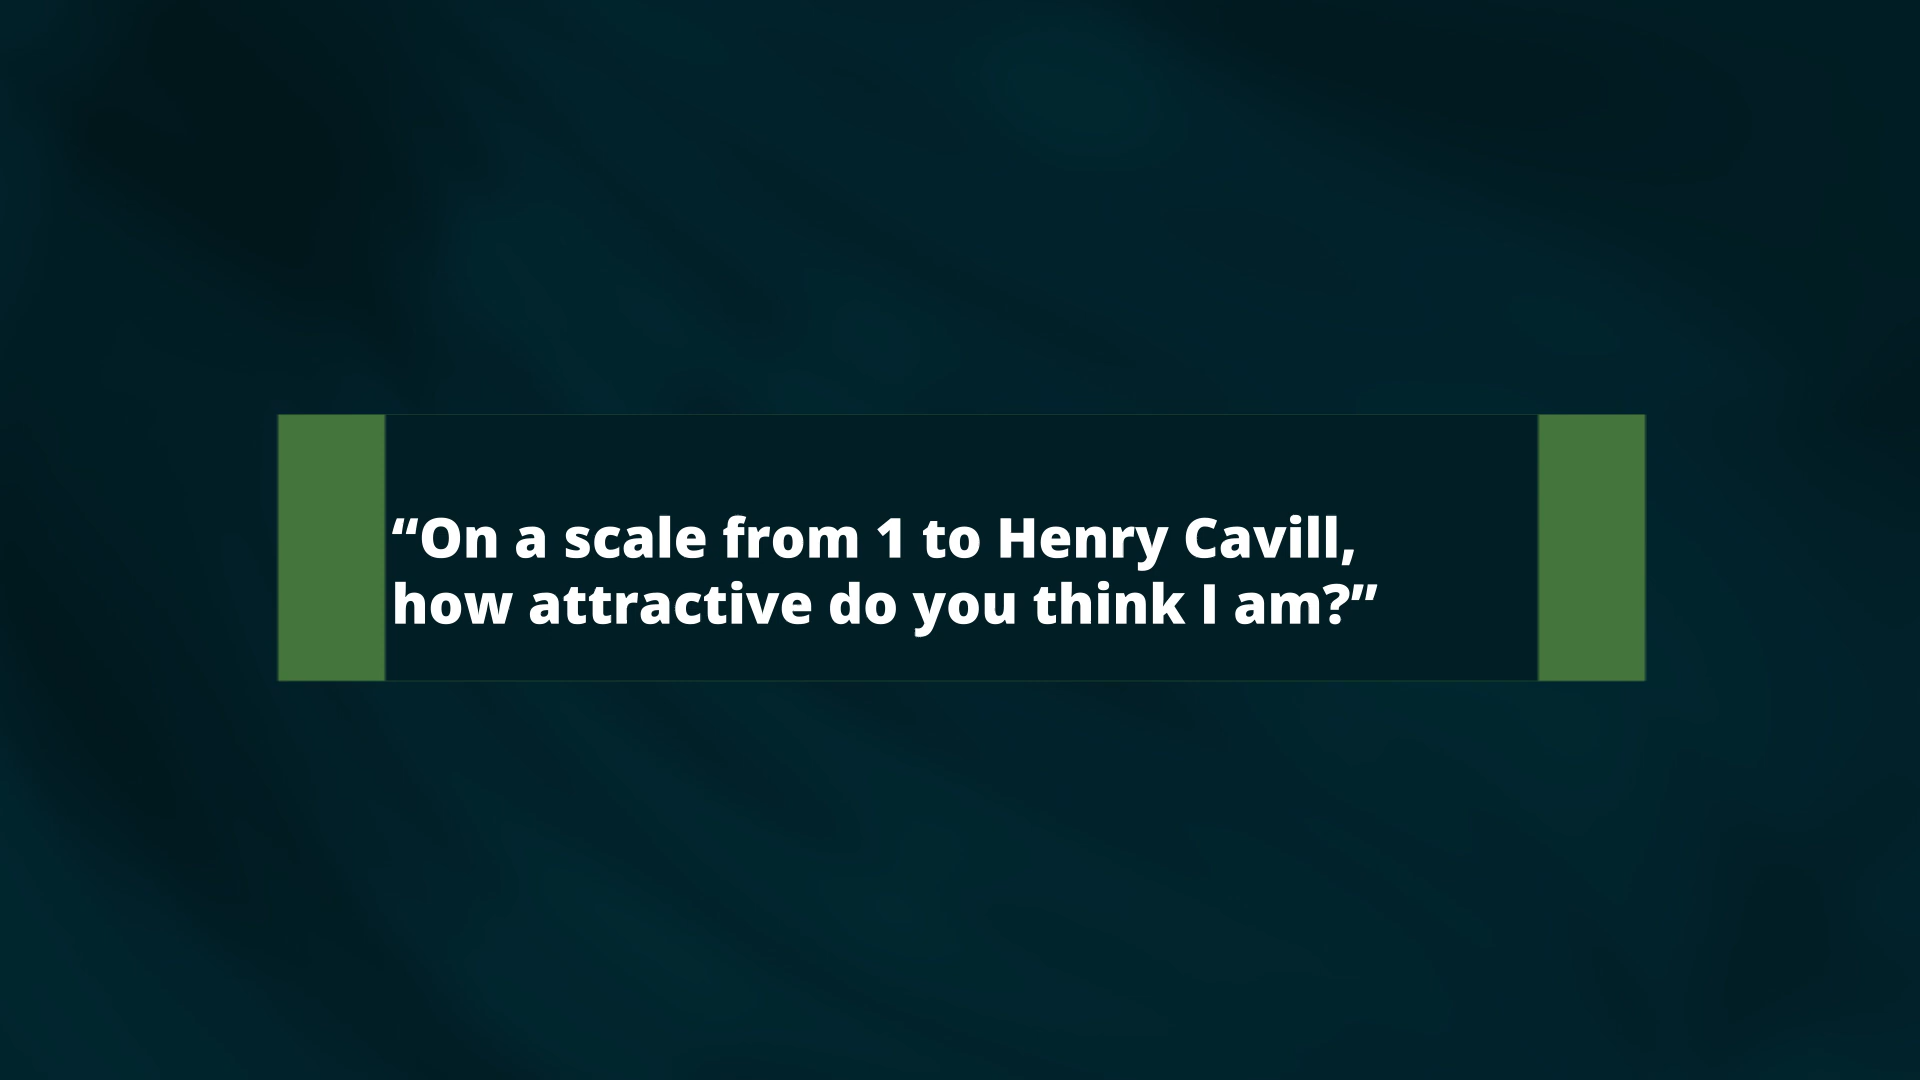 “On a scale from 1 to Henry Cavill,
how attractive do you think I am?”